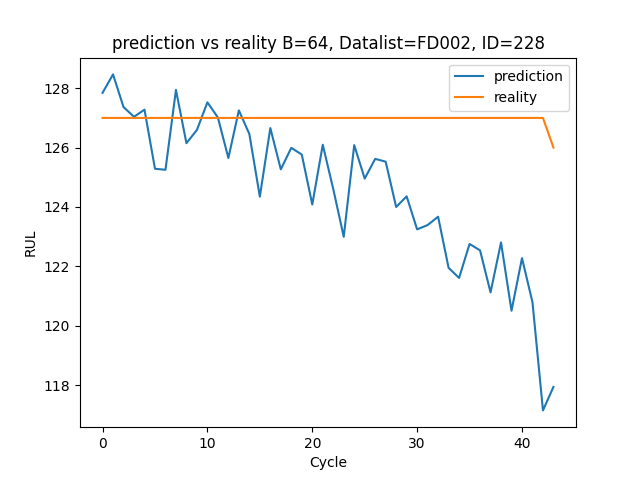 prediction vs reality B=64, Datalist=FD002, ID=228
prediction
reality
128
126
124
122
120
118
RUL
0 10 20 30 40
Cycle